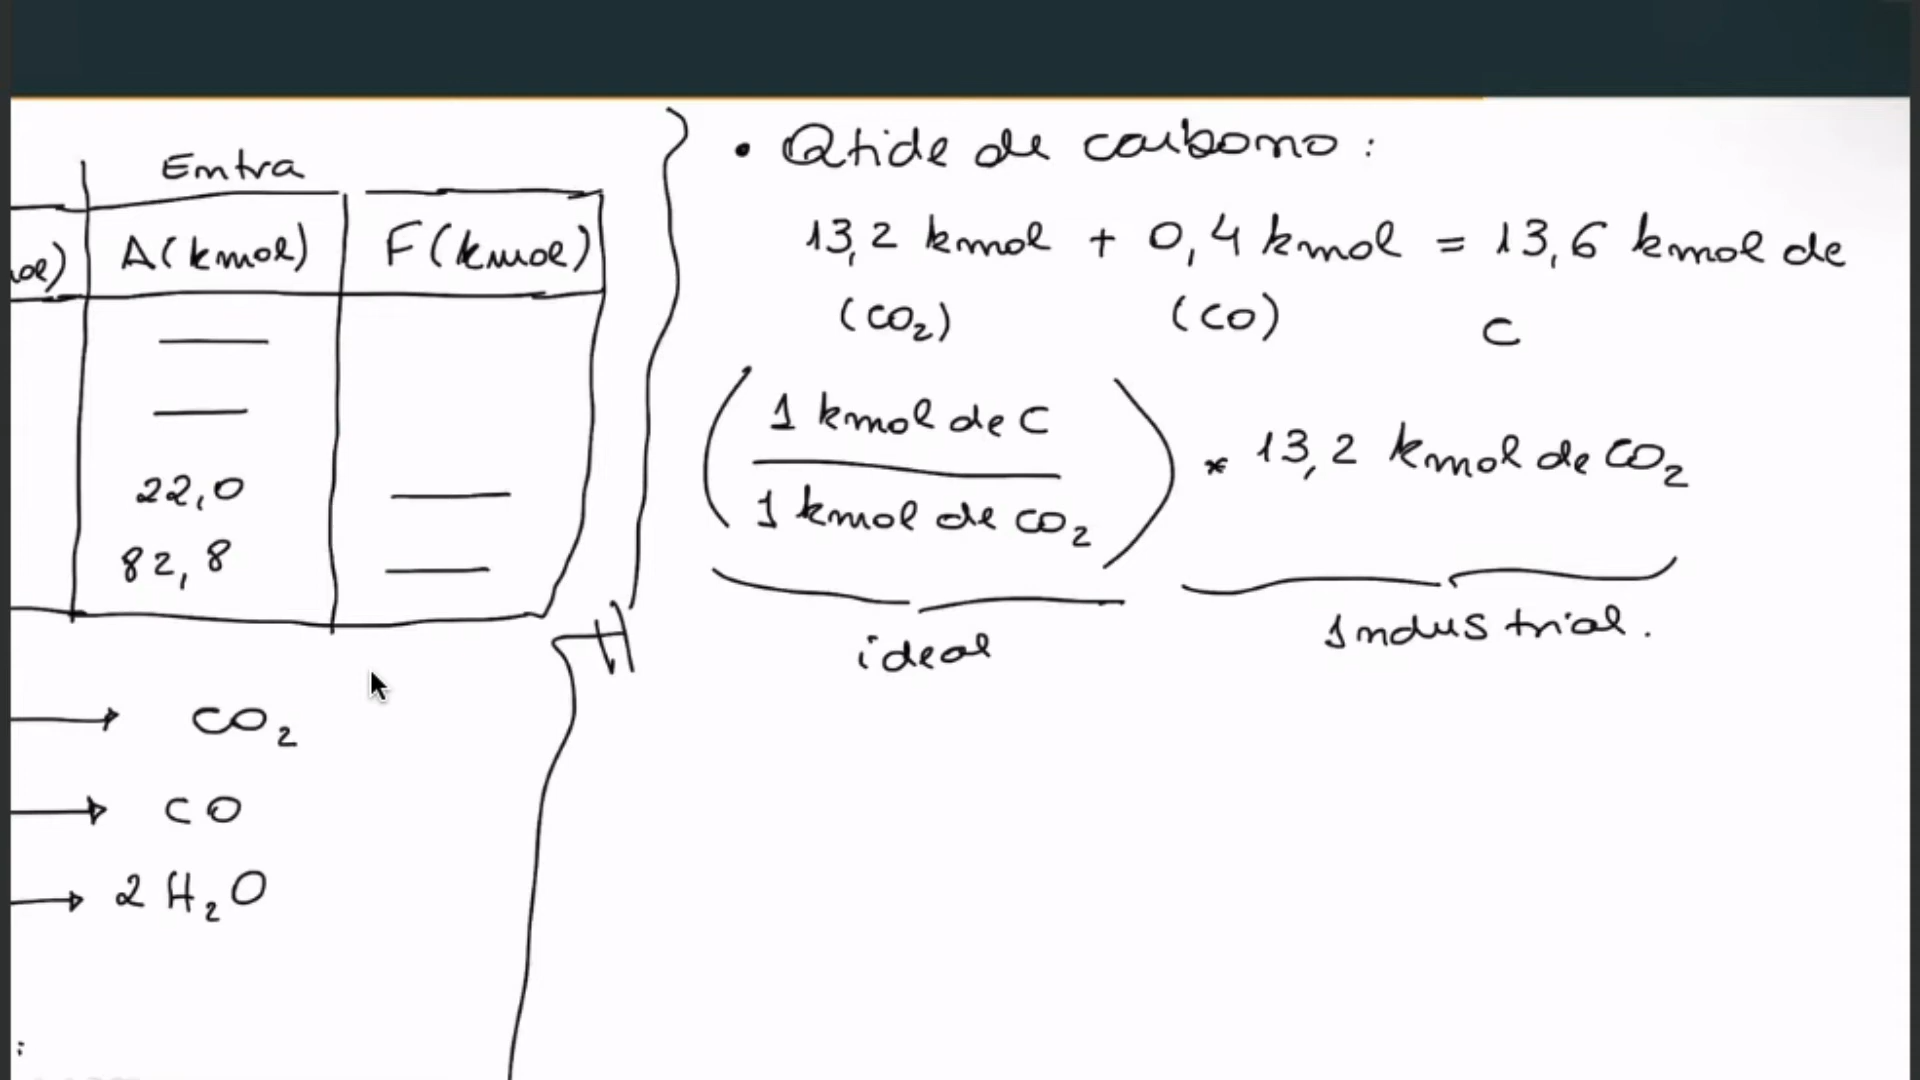 Entra
A(kmol) F(kmol)
22,0
82,8
CO₂
CO
2 H₂O
• Qtide de carbono:
13,2 kmol + 0,4 kmol = 13,6 kmol de
(CO₂) (CO) C
(1 kmol de C
1 kmol de CO₂) * 13,2 kmol de CO₂
ideal Industrial.